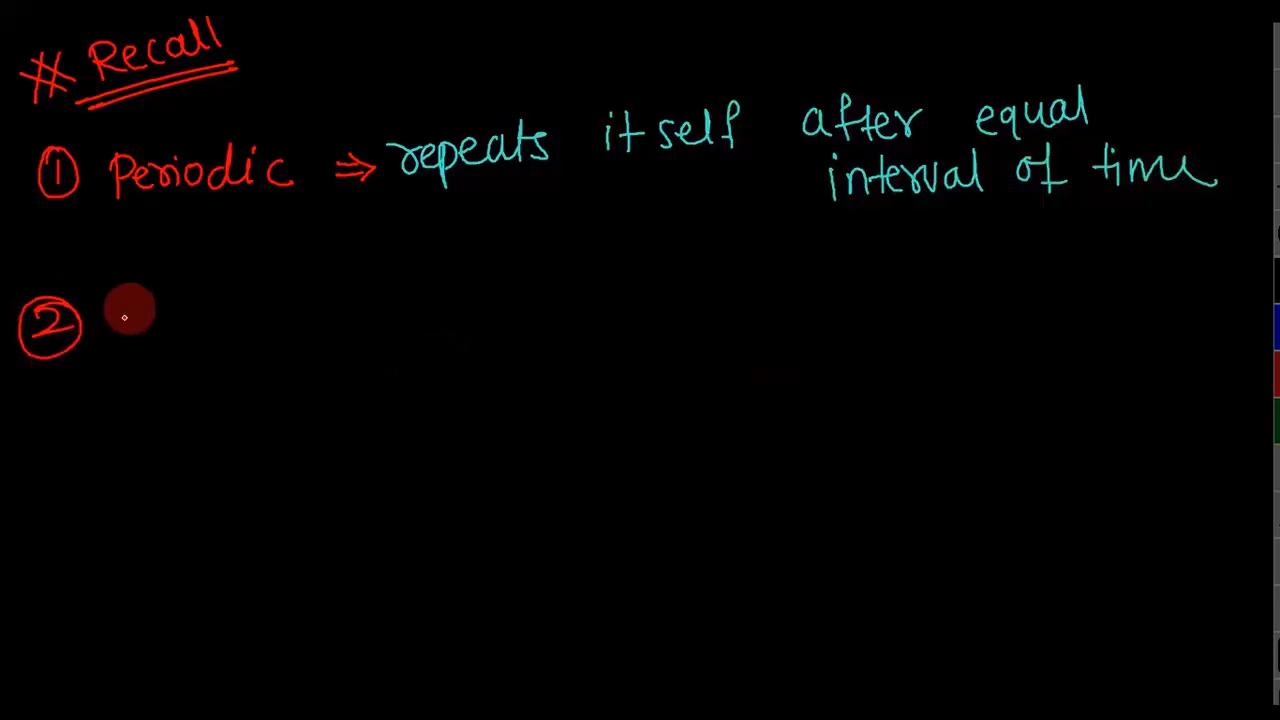 # Recall
① Periodic ⇒ repeats itself after equal
interval of time
②